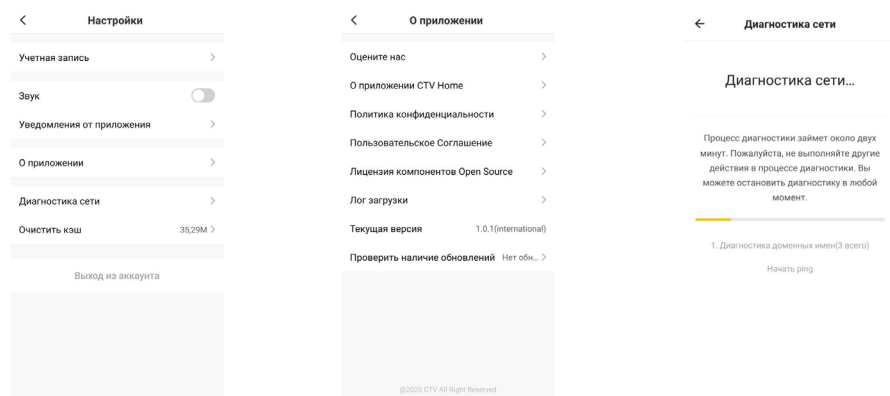 Настройки
Учетная запись
Звук
Уведомления от приложения
О приложении
Диагностика сети
Очистить кэш 35,29M
Выход из аккаунта
О приложении
Оцените нас
О приложении CTV Home
Политика конфиденциальности
Пользовательское Соглашение
Лицензия компонентов Open Source
Лог загрузки
Текущая версия 1.0.1(international)
Проверить наличие обновлений Нет обн...
@2020 CTV All Right Reserved
Диагностика сети
Диагностика сети...
Процесс диагностики займет около двух
минут. Пожалуйста, не выполняйте другие
действия в процессе диагностики. Вы
можете остановить диагностику в любой
момент.
1. Диагностика доменных имен(3 всего)
Начать ping